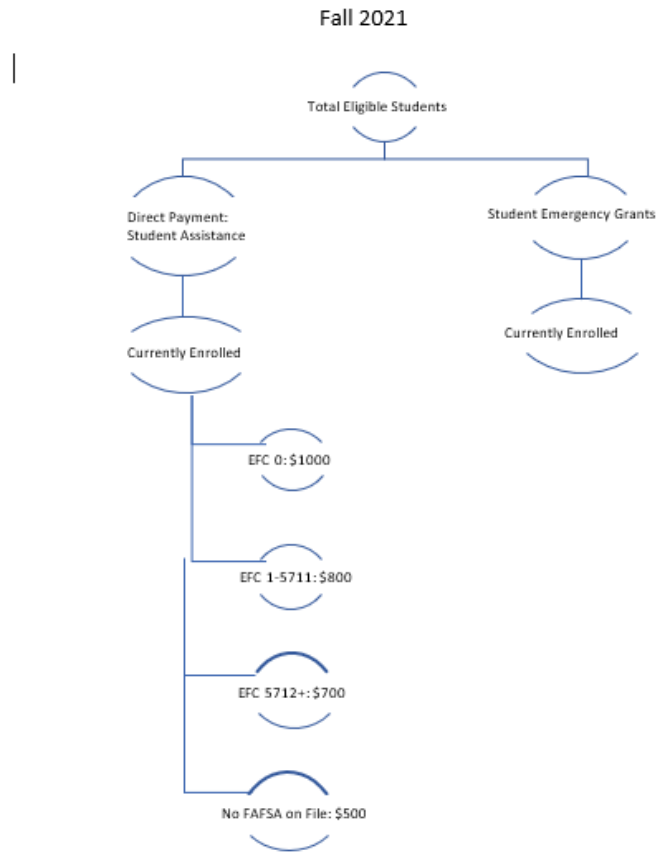 Fall 2021
Total Eligible Students
Direct Payment:
Student Assistance
Student Emergency Grants
Currently Enrolled
Currently Enrolled
EFC 0: $1000
EFC 1-5711: $800
EFC 5712+: $700
No FAFSA on File: $500